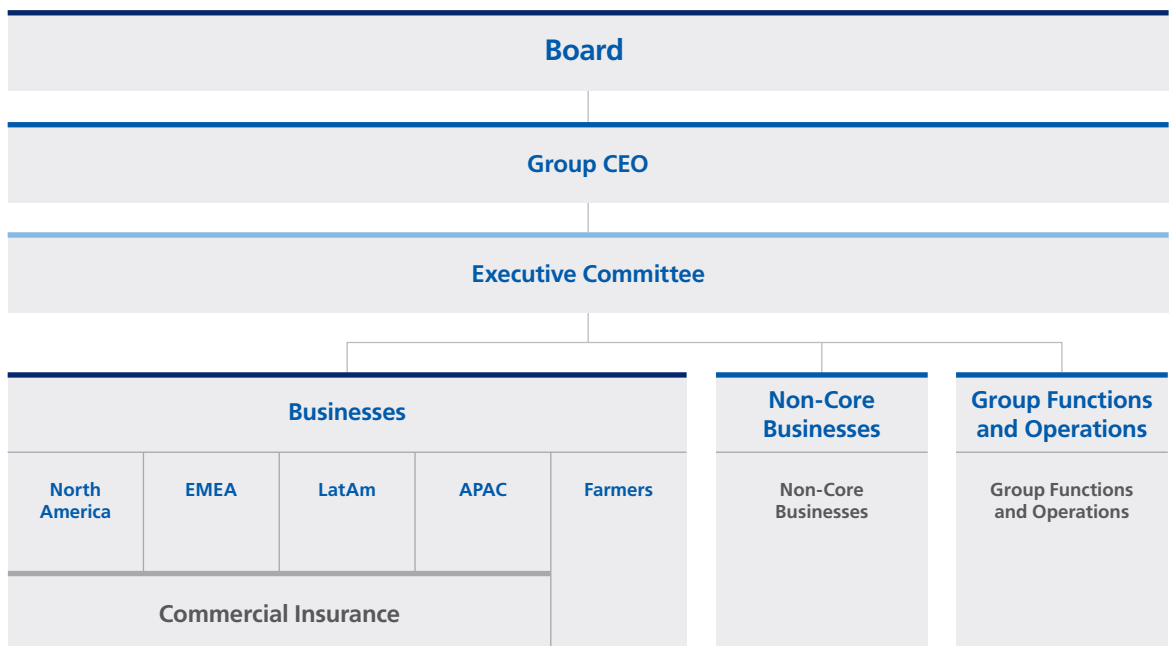 Board
Group CEO
Executive Committee
Businesses
Non-Core
Businesses
Group Functions
and Operations
North
America
EMEA
LatAm
APAC
Farmers
Non-Core
Businesses
Group Functions
and Operations
Commercial Insurance